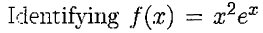 Identifying f(x) = x²eˣ